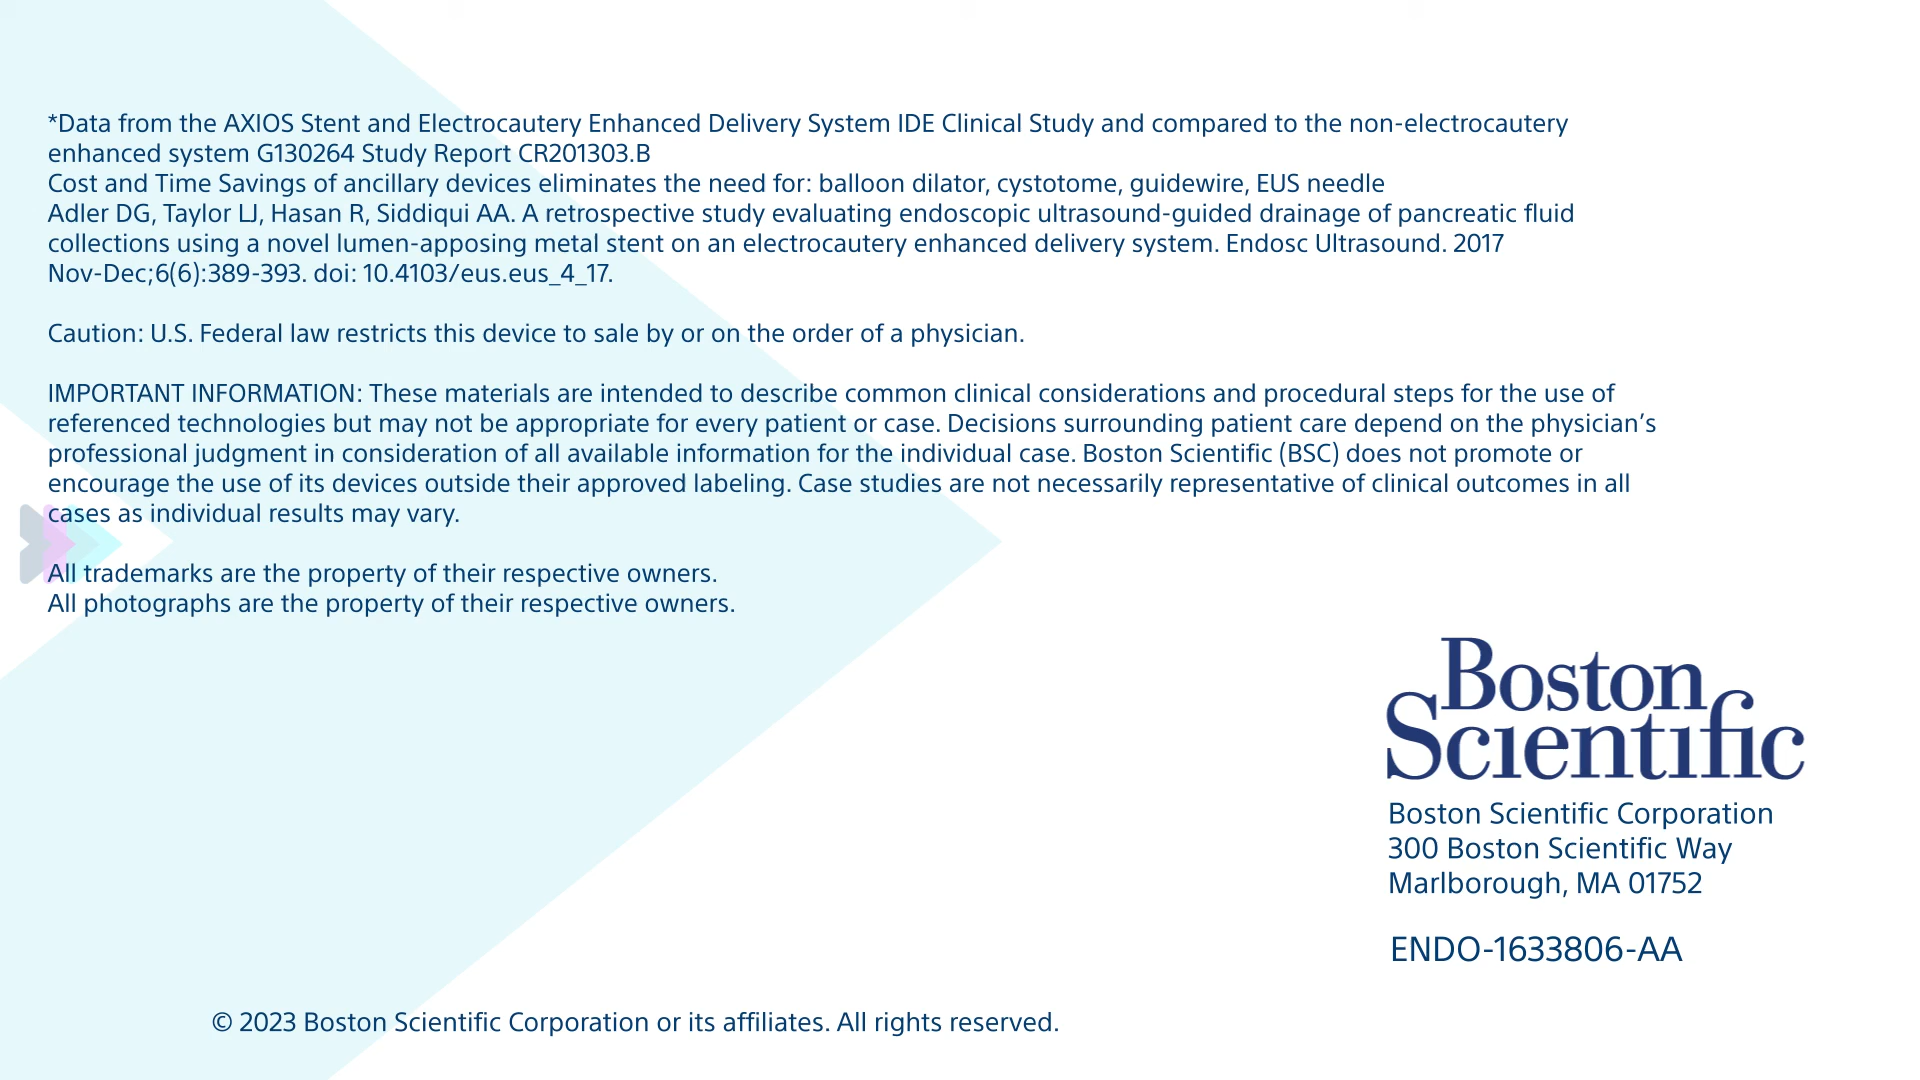 *Data from the AXIOS Stent and Electrocautery Enhanced Delivery System IDE Clinical Study and compared to the non-electrocautery
enhanced system G130264 Study Report CR201303.B
Cost and Time Savings of ancillary devices eliminates the need for: balloon dilator, cystotome, guidewire, EUS needle
Adler DG, Taylor LJ, Hasan R, Siddiqui AA. A retrospective study evaluating endoscopic ultrasound-guided drainage of pancreatic fluid
collections using a novel lumen-apposing metal stent on an electrocautery enhanced delivery system. Endosc Ultrasound. 2017
Nov-Dec;6(6):389-393. doi: 10.4103/eus.eus_4_17.
Caution: U.S. Federal law restricts this device to sale by or on the order of a physician.
IMPORTANT INFORMATION: These materials are intended to describe common clinical considerations and procedural steps for the use of
referenced technologies but may not be appropriate for every patient or case. Decisions surrounding patient care depend on the physician’s
professional judgment in consideration of all available information for the individual case. Boston Scientific (BSC) does not promote or
encourage the use of its devices outside their approved labeling. Case studies are not necessarily representative of clinical outcomes in all
cases as individual results may vary.
All trademarks are the property of their respective owners.
All photographs are the property of their respective owners.
Boston
Scientific
Boston Scientific Corporation
300 Boston Scientific Way
Marlborough, MA 01752
ENDO-1633806-AA
© 2023 Boston Scientific Corporation or its affiliates. All rights reserved.